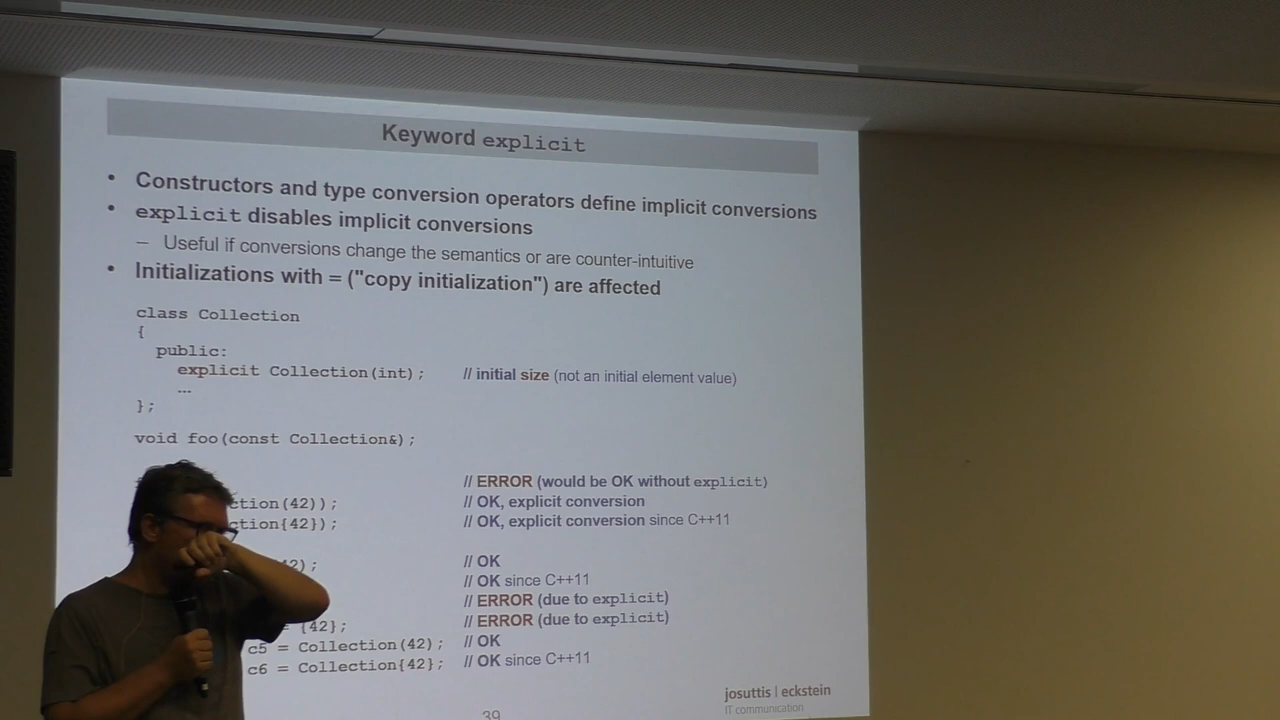 Keyword explicit
• Constructors and type conversion operators define implicit conversions
• explicit disables implicit conversions
– Useful if conversions change the semantics or are counter-intuitive
• Initializations with = ("copy initialization") are affected
class Collection
{
public:
explicit Collection(int); // initial size (not an initial element value)
...
};
void foo(const Collection&);
// ERROR (would be OK without explicit)
ction(42)); // OK, explicit conversion
ction{42}); // OK, explicit conversion since C++11
2); // OK
// OK since C++11
// ERROR (due to explicit)
= {42}; // ERROR (due to explicit)
c5 = Collection(42); // OK
c6 = Collection{42}; // OK since C++11
josuttis | eckstein
IT communication
39